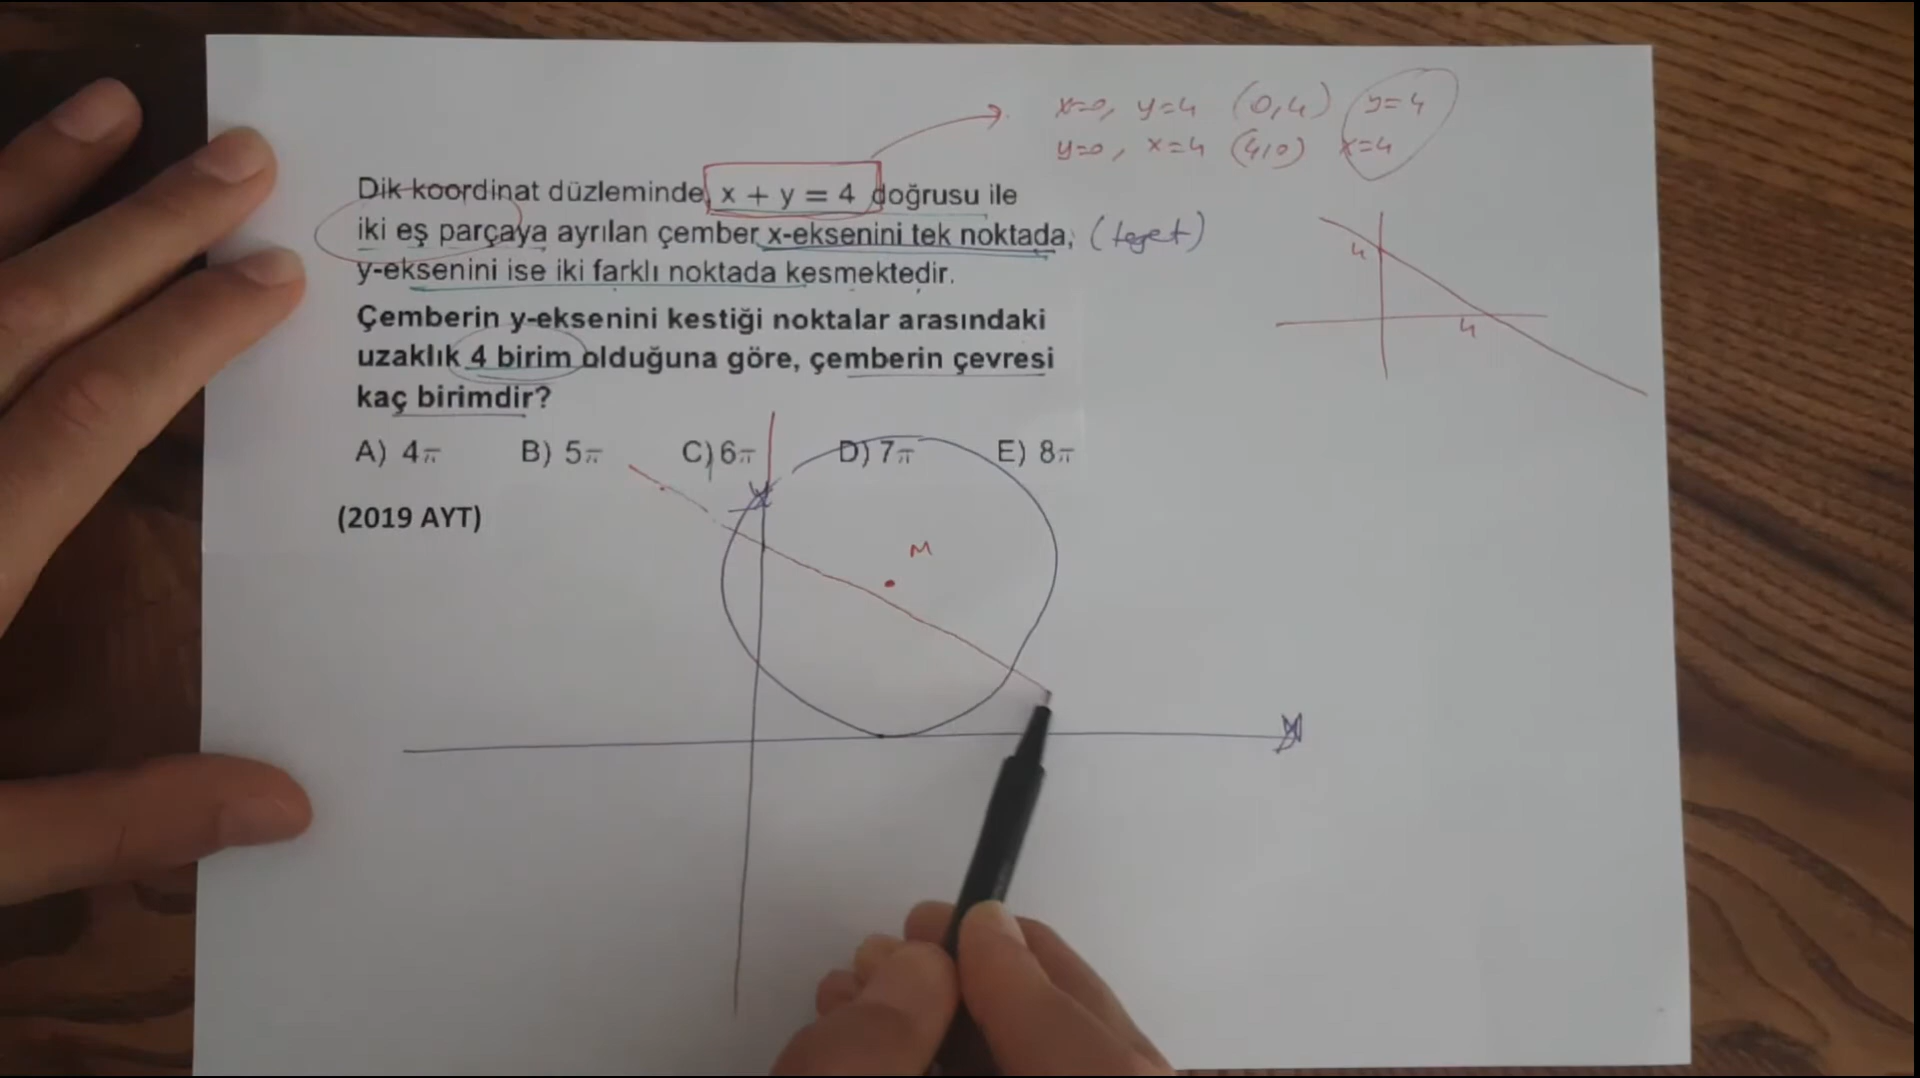 x=0, y=4 (0,4) y=4
y=0, x=4 (4,0) x=4
Dik koordinat düzleminde x + y = 4 doğrusu ile
iki eş parçaya ayrılan çember x-eksenini tek noktada, (teğet)
y-eksenini ise iki farklı noktada kesmektedir.
Çemberin y-eksenini kestiği noktalar arasındaki
uzaklık 4 birim olduğuna göre, çemberin çevresi
kaç birimdir?
A) 4π B) 5π C) 6π D) 7π E) 8π
(2019 AYT)
4
4
M